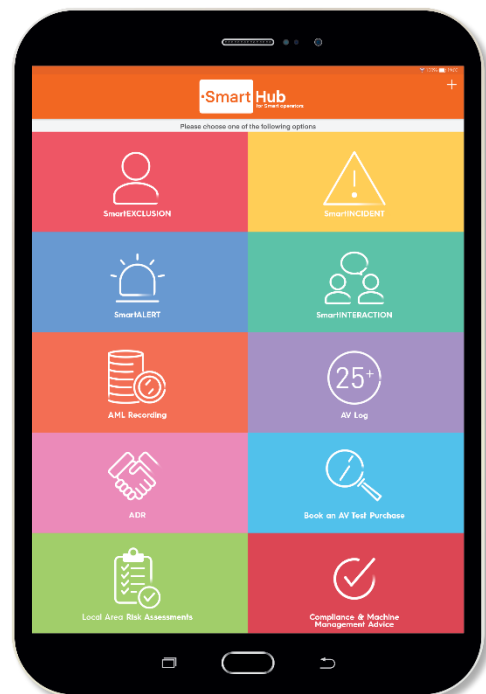 ·Smart Hub
for Smart operators
Please choose one of the following options
SmartEXCLUSION
SmartINCIDENT
SmartALERT
SmartINTERACTION
AML Recording
25+
AV Log
ADR
Book an AV Test Purchase
Local Area Risk Assessments
Compliance & Machine
Management Advice